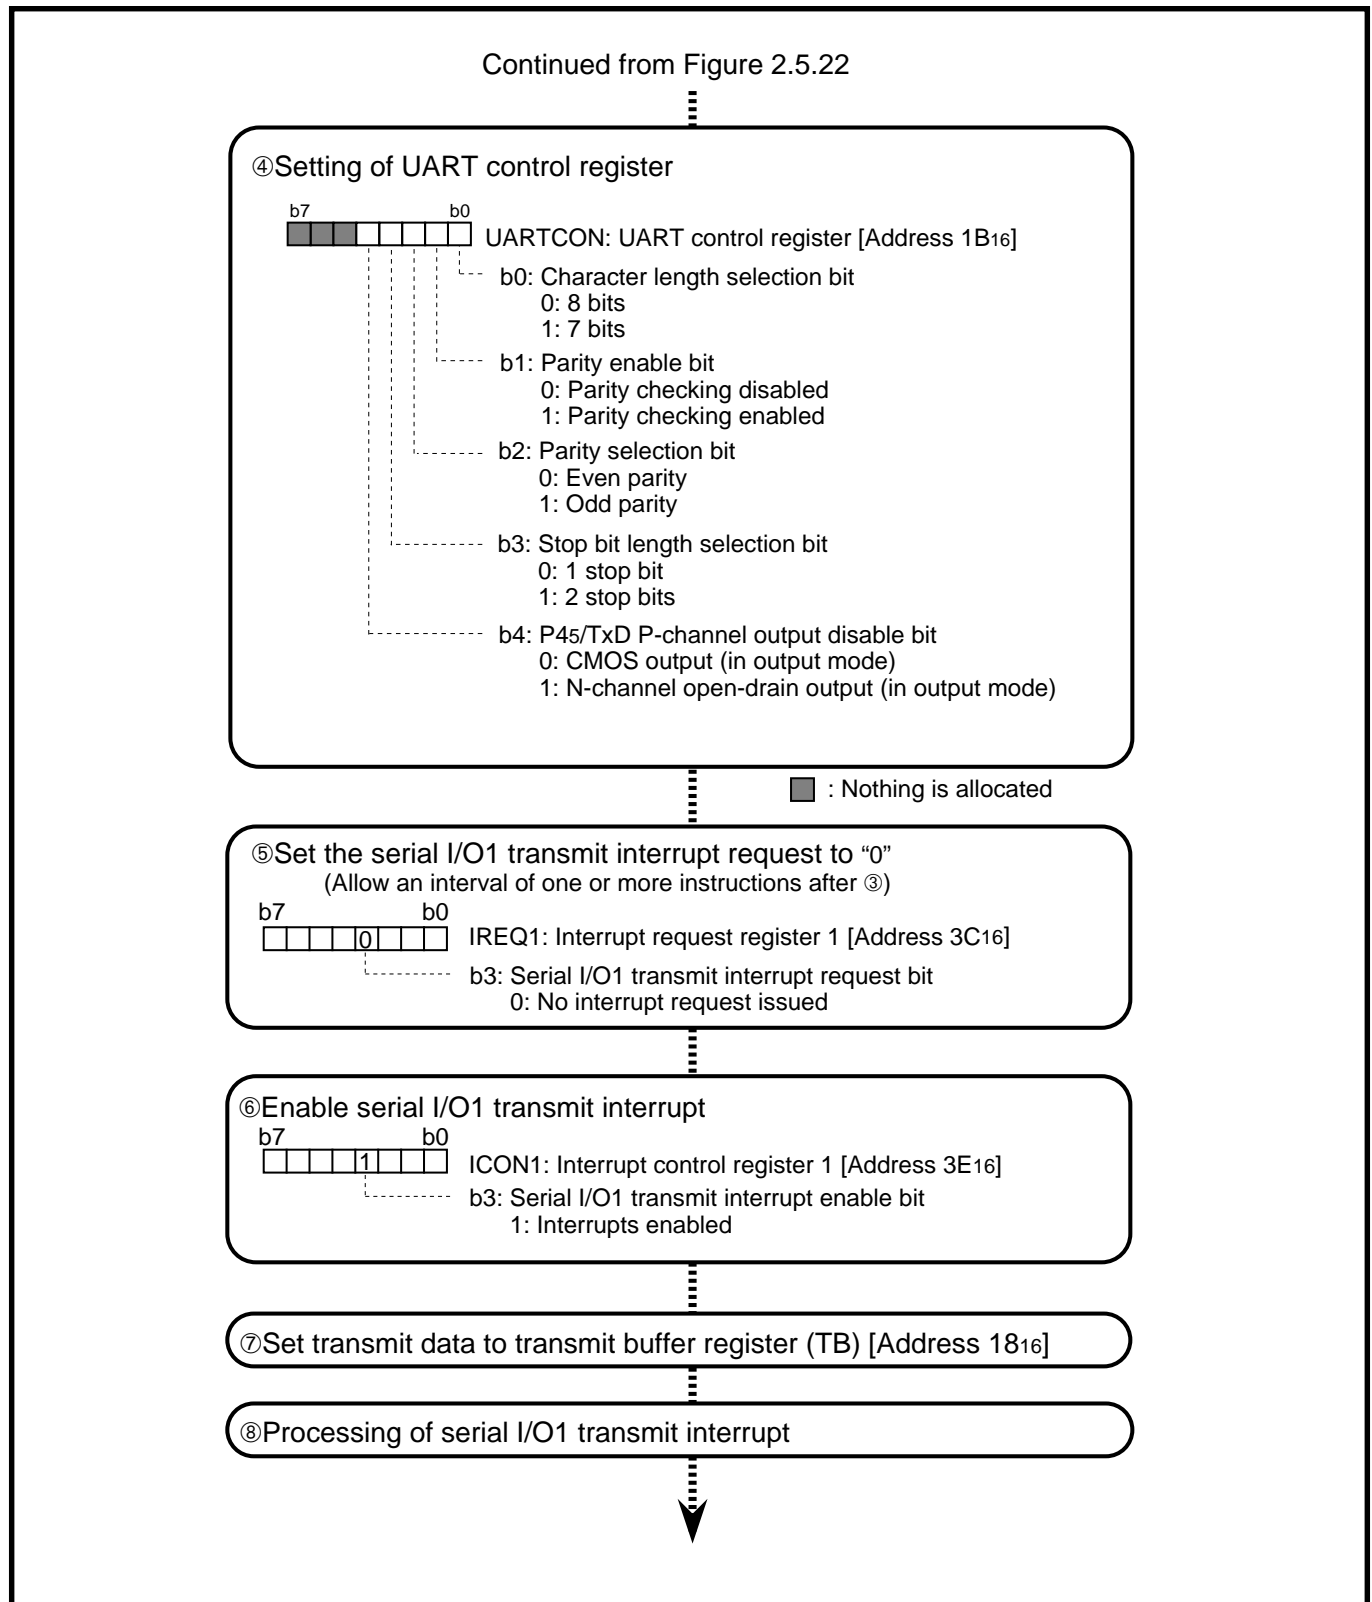 Continued from Figure 2.5.22
④Setting of UART control register
b7 b0
UARTCON: UART control register [Address 1B16]
b0: Character length selection bit
0: 8 bits
1: 7 bits
b1: Parity enable bit
0: Parity checking disabled
1: Parity checking enabled
b2: Parity selection bit
0: Even parity
1: Odd parity
b3: Stop bit length selection bit
0: 1 stop bit
1: 2 stop bits
b4: P45/TxD P-channel output disable bit
0: CMOS output (in output mode)
1: N-channel open-drain output (in output mode)
: Nothing is allocated
⑤Set the serial I/O1 transmit interrupt request to “0”
(Allow an interval of one or more instructions after ③)
b7 b0
0 IREQ1: Interrupt request register 1 [Address 3C16]
b3: Serial I/O1 transmit interrupt request bit
0: No interrupt request issued
⑥Enable serial I/O1 transmit interrupt
b7 b0
1 ICON1: Interrupt control register 1 [Address 3E16]
b3: Serial I/O1 transmit interrupt enable bit
1: Interrupts enabled
⑦Set transmit data to transmit buffer register (TB) [Address 1816]
⑧Processing of serial I/O1 transmit interrupt